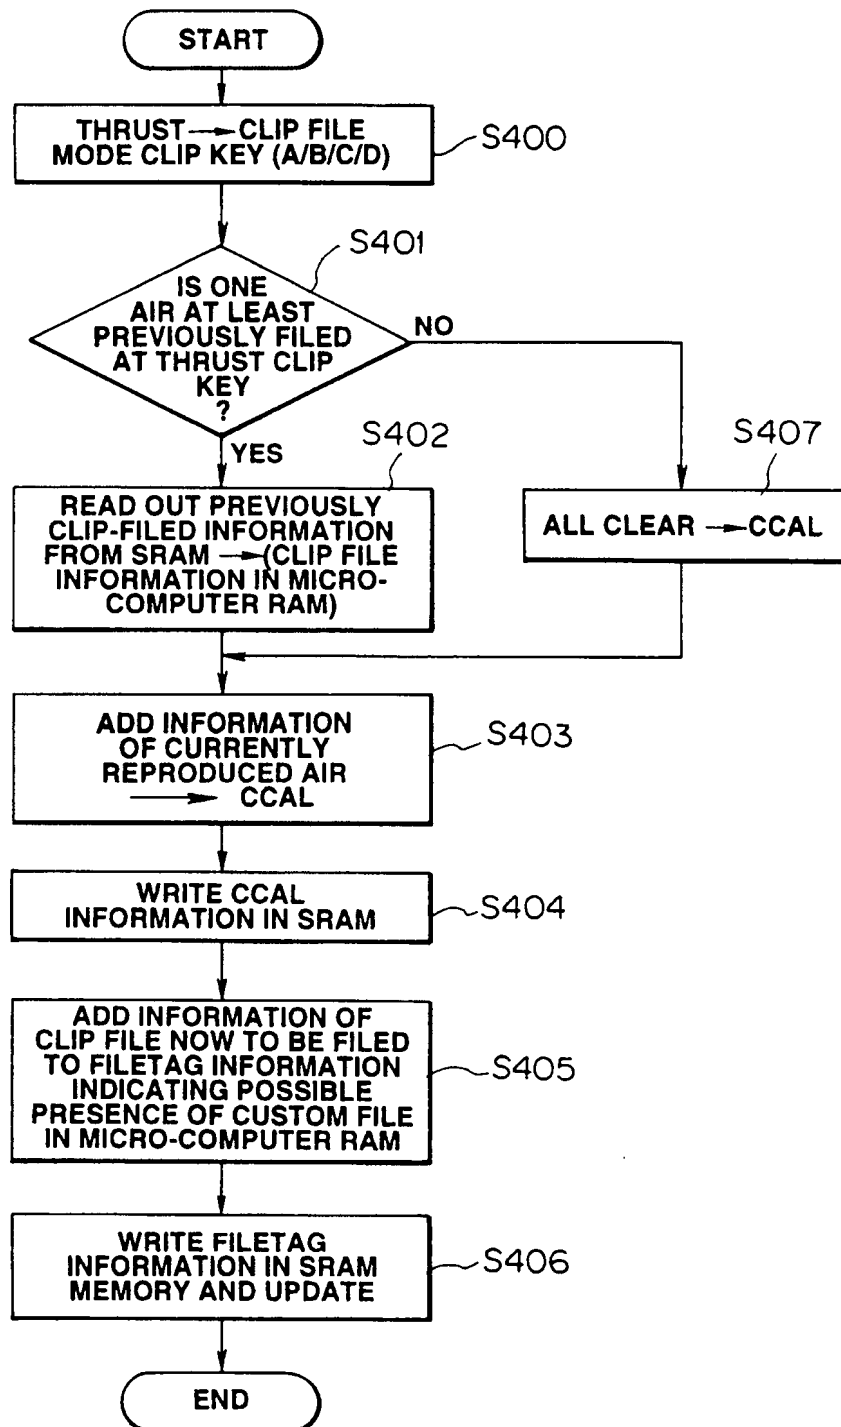 START
THRUST → CLIP FILE
MODE CLIP KEY (A/B/C/D)
S400
S401
IS ONE
AIR AT LEAST
PREVIOUSLY FILED
AT THRUST CLIP
KEY
?
NO
YES
S402
S407
READ OUT PREVIOUSLY
CLIP-FILED INFORMATION
FROM SRAM → (CLIP FILE
INFORMATION IN MICRO-
COMPUTER RAM)
ALL CLEAR → CCAL
ADD INFORMATION
OF CURRENTLY
REPRODUCED AIR
→ CCAL
S403
WRITE CCAL
INFORMATION IN SRAM
S404
ADD INFORMATION OF
CLIP FILE NOW TO BE FILED
TO FILETAG INFORMATION
INDICATING POSSIBLE
PRESENCE OF CUSTOM FILE
IN MICRO-COMPUTER RAM
S405
WRITE FILETAG
INFORMATION IN SRAM
MEMORY AND UPDATE
S406
END